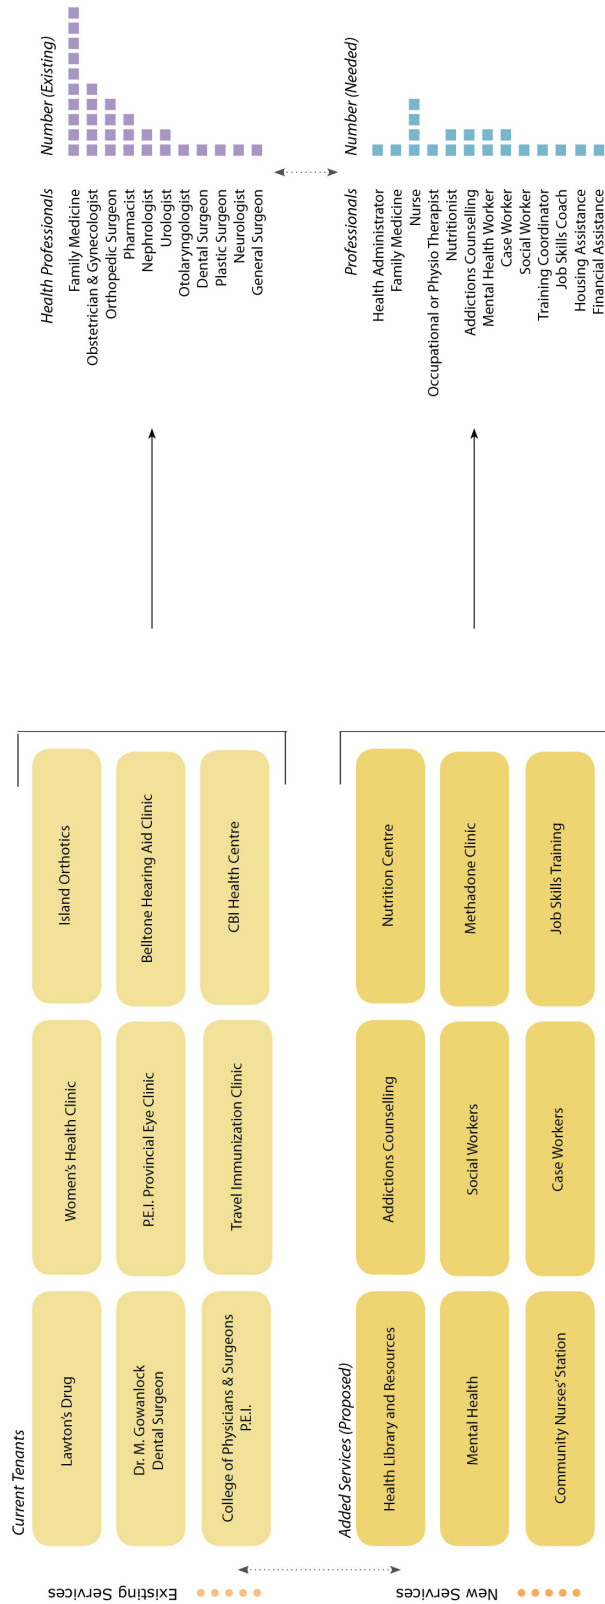 Existing Services
Current Tenants
Lawton's Drug
Women's Health Clinic
Island Orthotics
Dr. M. Gowanlock
Dental Surgeon
P.E.I. Provincial Eye Clinic
Belltone Hearing Aid Clinic
College of Physicians & Surgeons
P.E.I.
Travel Immunization Clinic
CBI Health Centre
Health Professionals
Number (Existing)
Family Medicine
Obstetrician & Gynecologist
Orthopedic Surgeon
Pharmacist
Nephrologist
Urologist
Otolaryngologist
Dental Surgeon
Plastic Surgeon
Neurologist
General Surgeon
New Services
Added Services (Proposed)
Health Library and Resources
Addictions Counselling
Nutrition Centre
Mental Health
Social Workers
Methadone Clinic
Community Nurses' Station
Case Workers
Job Skills Training
Professionals
Number (Needed)
Health Administrator
Family Medicine
Nurse
Occupational or Physio Therapist
Nutritionist
Addictions Counselling
Mental Health Worker
Case Worker
Social Worker
Training Coordinator
Job Skills Coach
Housing Assistance
Financial Assistance